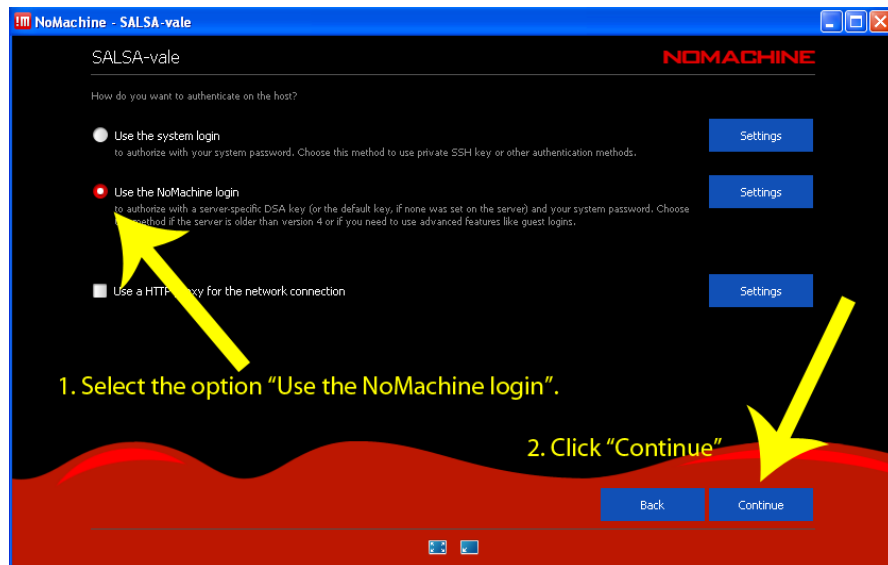 !M NoMachine - SALSA-vale
SALSA-vale
NOMACHINE
How do you want to authenticate on the host?
Use the system login
Settings
to authorize with your system password. Choose this method to use private SSH key or other authentication methods.
Use the NoMachine login
Settings
to authorize with a server-specific DSA key (or the default key, if none was set on the server) and your system password. Choose
method if the server is older than version 4 or if you need to use advanced features like guest logins.
Use a HTTP for the network connection
Settings
1. Select the option “Use the NoMachine login”.
2. Click “Continue”
Back
Continue